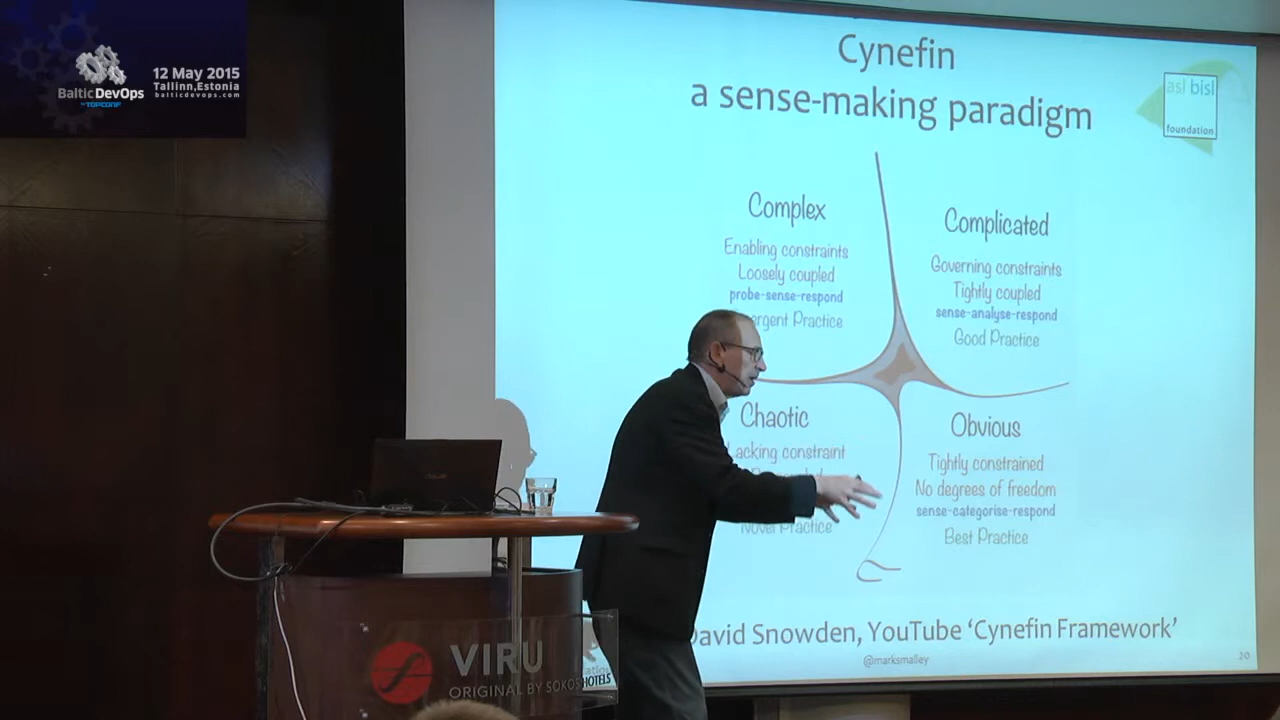 BalticDevOps
by TOPCONF
12 May 2015
Tallinn, Estonia
balticdevops.com
Cynefin
a sense-making paradigm
asl bisl
foundation
Complex
Enabling constraints
Loosely coupled
probe-sense-respond
Practice
Complicated
Governing constraints
Tightly coupled
sense-analyse-respond
Good Practice
Chaotic
Lacking constraint
Novel Practice
Obvious
Tightly constrained
No degrees of freedom
sense-categorise-respond
Best Practice
David Snowden, YouTube ‘Cynefin Framework’
@marksmalley
20
VIRU
ORIGINAL BY SOKOS HOTELS